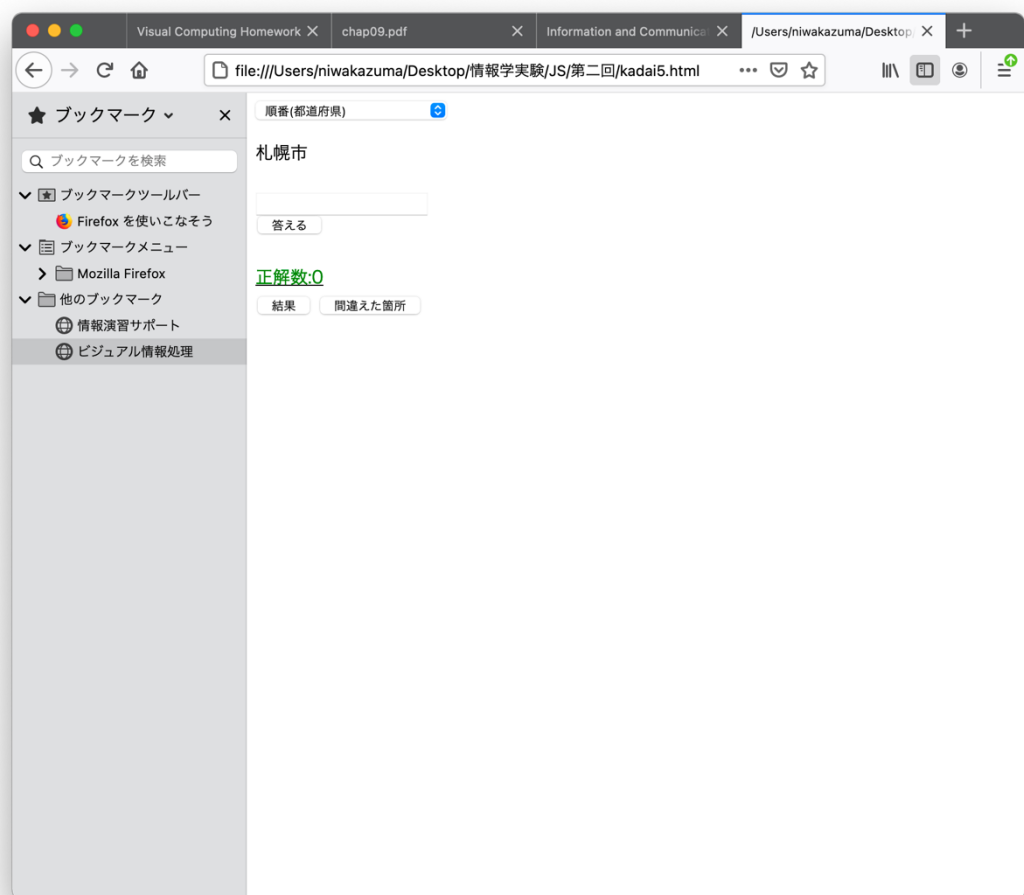 Visual Computing Homework
chap09.pdf
Information and Communica
/Users/niwakazuma/Desktop/
file:///Users/niwakazuma/Desktop/情報学実験/JS/第二回/kadai5.html
ブックマーク
ブックマークを検索
ブックマークツールバー
Firefox を使いこなそう
ブックマークメニュー
Mozilla Firefox
他のブックマーク
情報演習サポート
ビジュアル情報処理
順番(都道府県)
札幌市
答える
正解数:0
結果 間違えた箇所